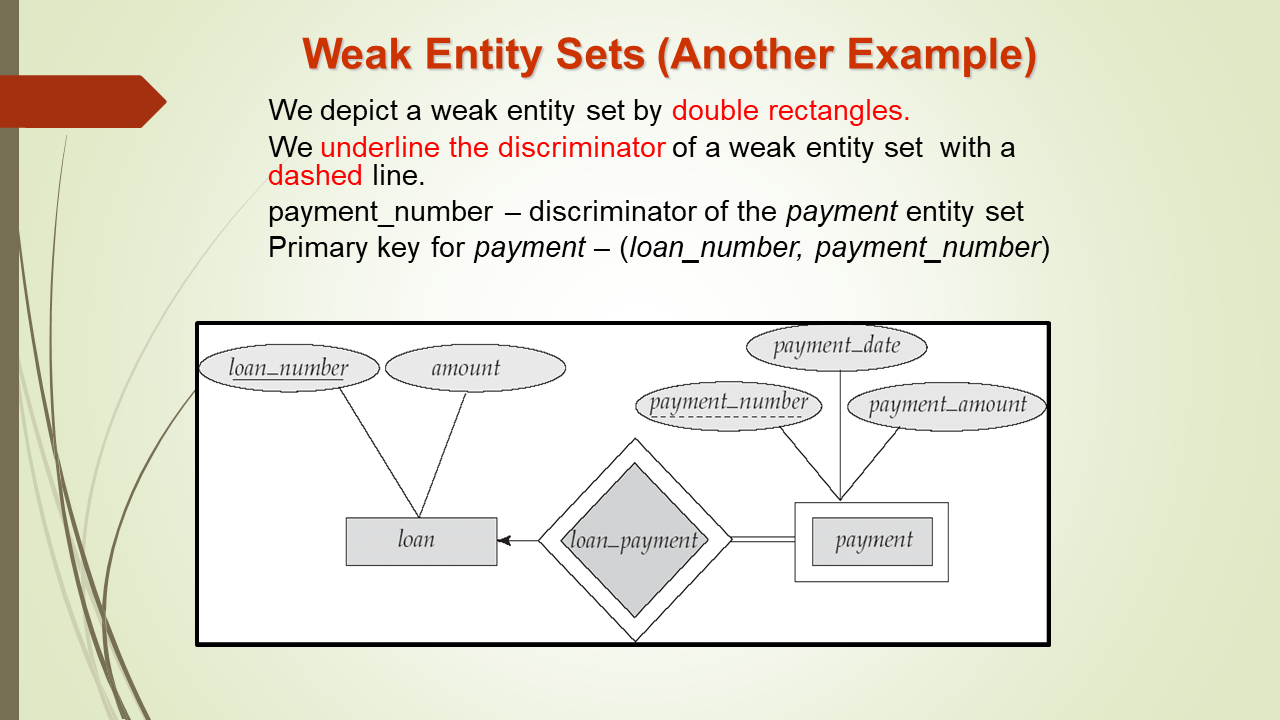 Weak Entity Sets (Another Example)
We depict a weak entity set by double rectangles.
We underline the discriminator of a weak entity set with a
dashed line.
payment_number – discriminator of the payment entity set
Primary key for payment – (loan_number, payment_number)
loan_number
amount
payment_date
payment_number
payment_amount
loan
loan_payment
payment